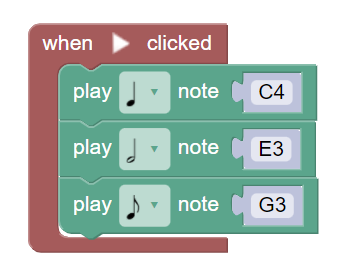 when clicked
play note C4
play note E3
play note G3